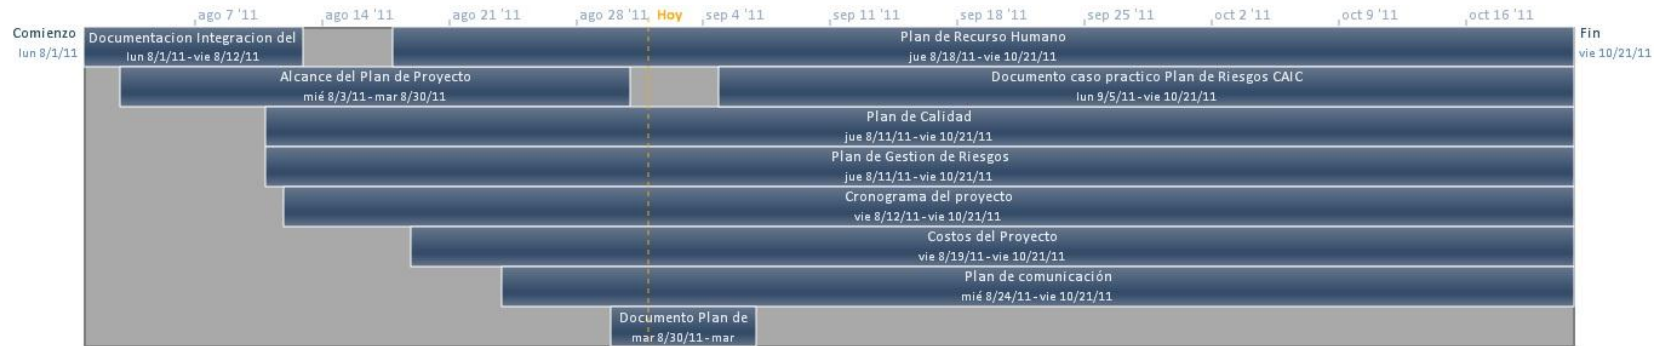 ago 7 '11 ago 14 '11 ago 21 '11 ago 28 '11 Hoy sep 4 '11 sep 11 '11 sep 18 '11 sep 25 '11 oct 2 '11 oct 9 '11 oct 16 '11
Comienzo
lun 8/1/11
Documentacion Integracion del
lun 8/1/11 - vie 8/12/11
Plan de Recurso Humano
jue 8/18/11 - vie 10/21/11
Fin
vie 10/21/11
Alcance del Plan de Proyecto
mié 8/3/11 - mar 8/30/11
Documento caso practico Plan de Riesgos CAIC
lun 9/5/11 - vie 10/21/11
Plan de Calidad
jue 8/11/11 - vie 10/21/11
Plan de Gestion de Riesgos
jue 8/11/11 - vie 10/21/11
Cronograma del proyecto
vie 8/12/11 - vie 10/21/11
Costos del Proyecto
vie 8/19/11 - vie 10/21/11
Plan de comunicación
mié 8/24/11 - vie 10/21/11
Documento Plan de
mar 8/30/11 - mar